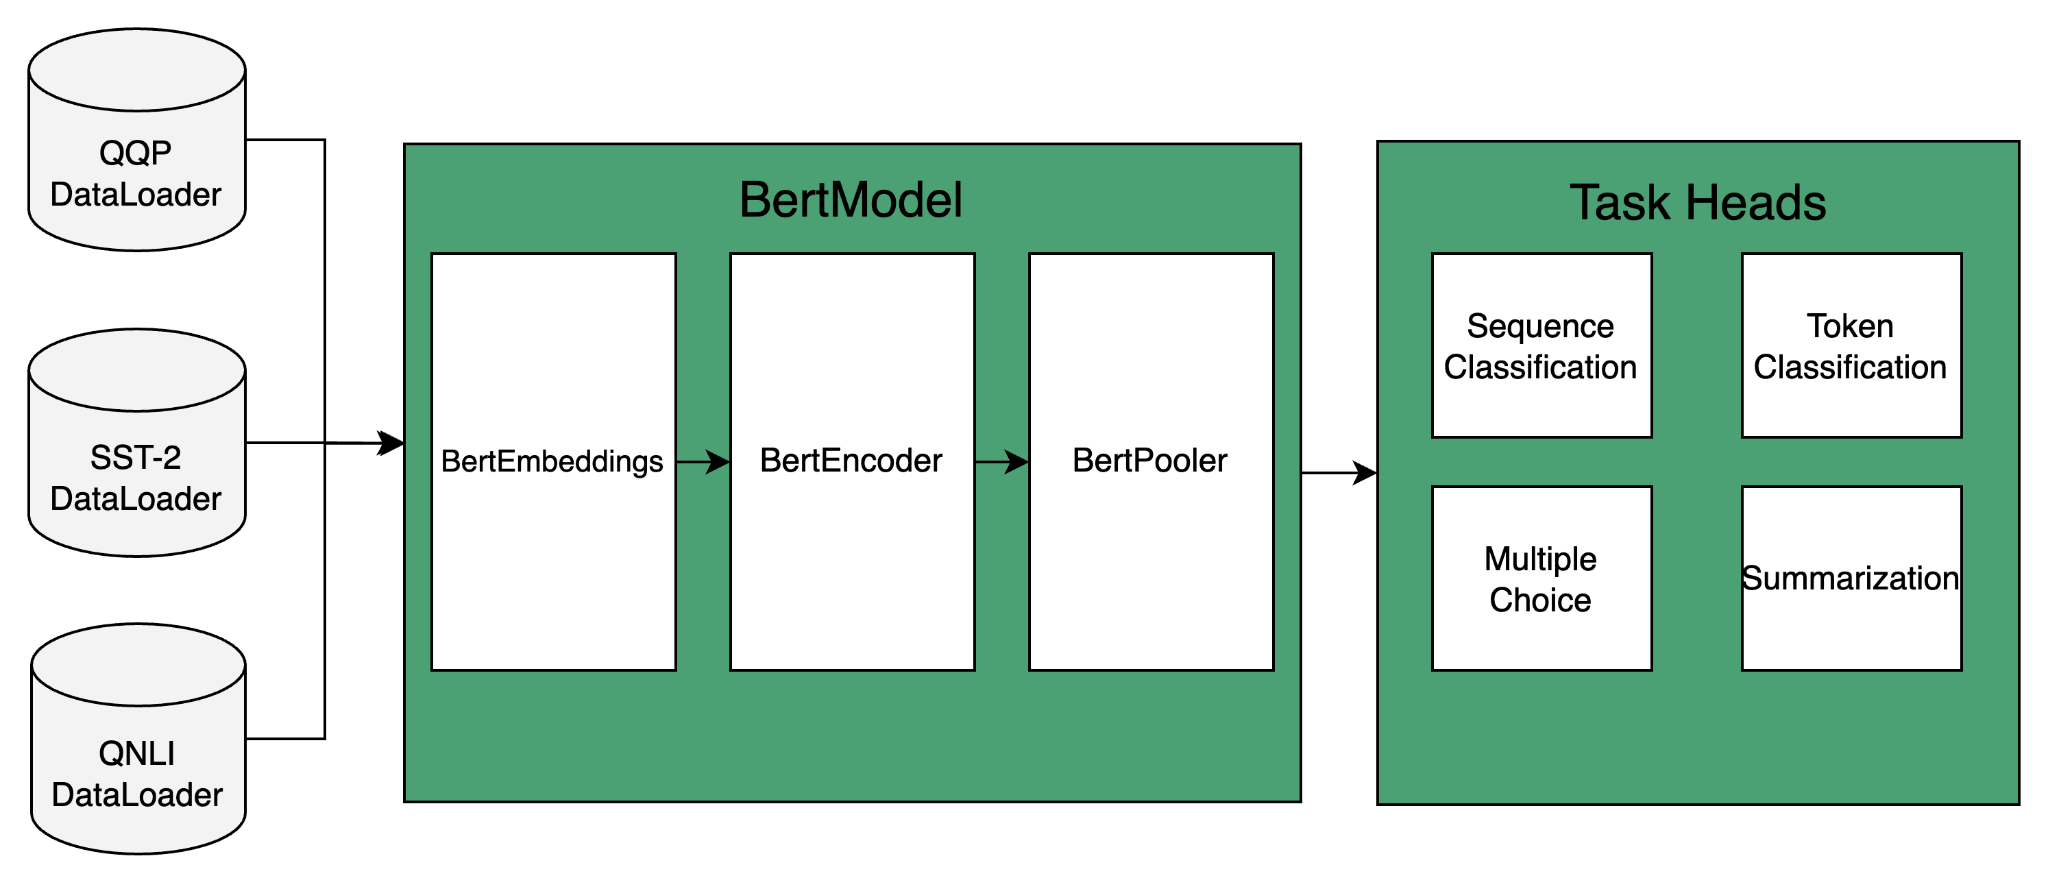 QQP
DataLoader
SST-2
DataLoader
QNLI
DataLoader
BertModel
BertEmbeddings
BertEncoder
BertPooler
Task Heads
Sequence
Classification
Token
Classification
Multiple
Choice
Summarization